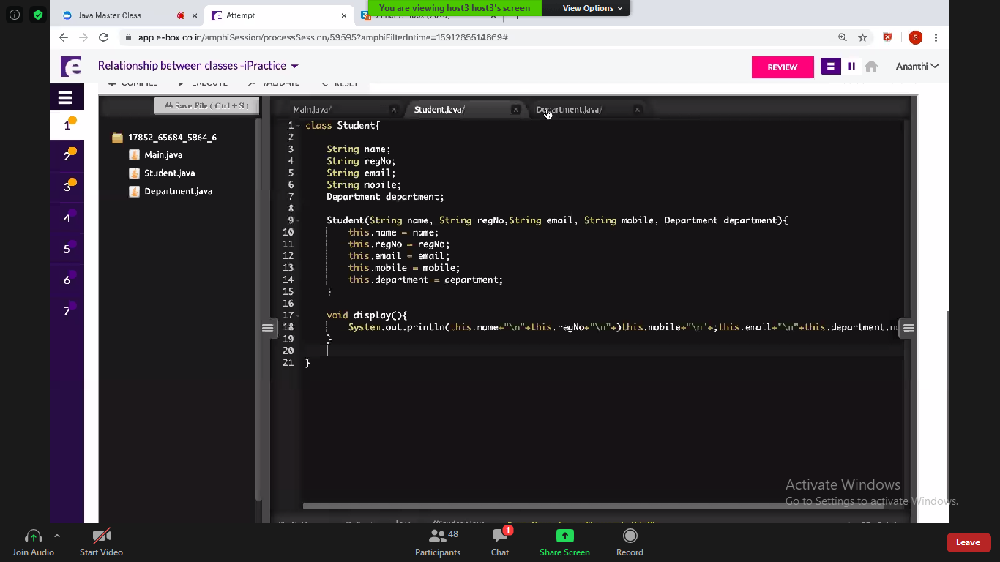 You are viewing host3 host3's screen
View Options
Java Master Class
Attempt
app.e-box.co.in/amphiSession/processSession/59595?amphiFilterIntime=1591265514669#
Relationship between classes -iPractice
REVIEW
Ananthi
COMPILE
EXECUTE
VALIDATE
RESET
Save File ( Ctrl + S )
Main.java/ x
Student.java/ x
Department.java/ x
17852_65684_5864_6
Main.java
Student.java
Department.java
1
2
3
4
5
6
7
1 class Student{
2
3 String name;
4 String regNo;
5 String email;
6 String mobile;
7 Department department;
8
9 Student(String name, String regNo,String email, String mobile, Department department){
10 this.name = name;
11 this.regNo = regNo;
12 this.email = email;
13 this.mobile = mobile;
14 this.department = department;
15 }
16
17 void display(){
18 System.out.println(this.name+"\n"+this.regNo+"\n"+)this.mobile+"\n"+;this.email+"\n"+this.department.n
19 }
20
21 }
Activate Windows
Go to Settings to activate Windows.
Join Audio
Start Video
Participants 48
Chat 1
Share Screen
Record
Leave